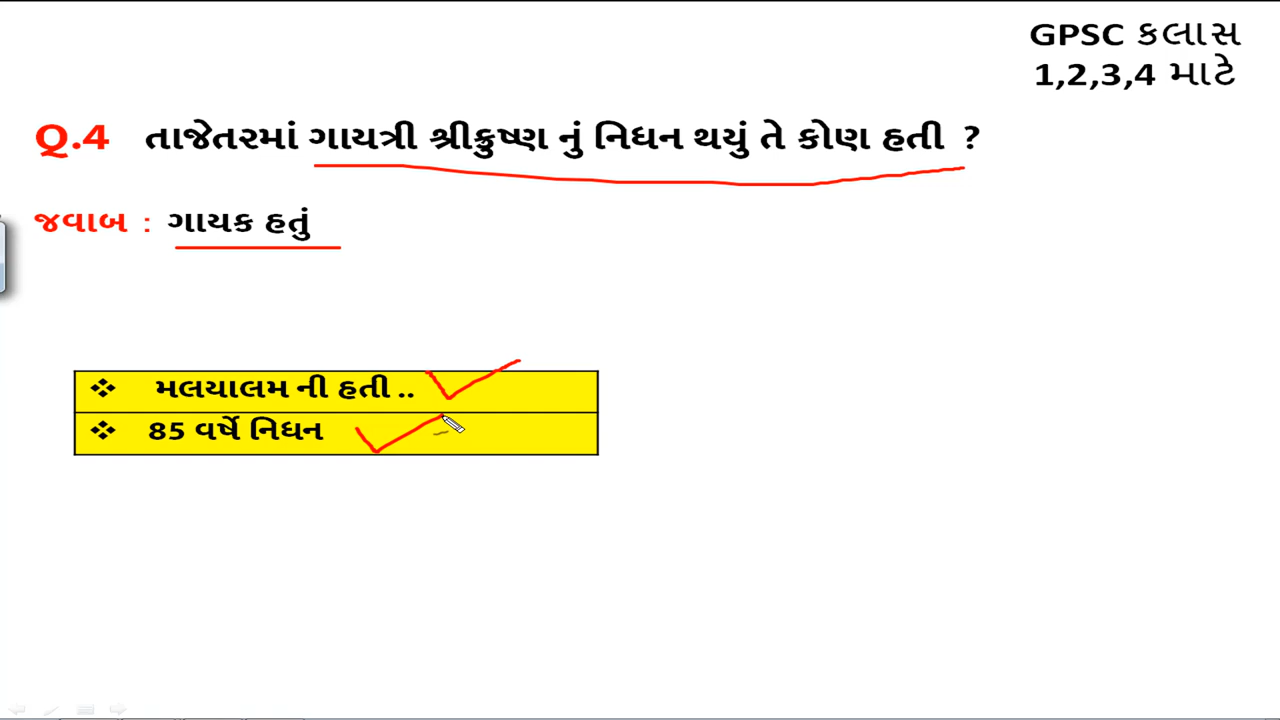 GPSC કલાસ
1,2,3,4 માટે
Q.4 તાજેતરમાં ગાયત્રી શ્રીક્રુષ્ણ નું નિધન થયું તે કોણ હતી ?
જવાબ : ગાયક હતું
❖ મલયાલમ ની હતી ..
❖ 85 વર્ષે નિધન